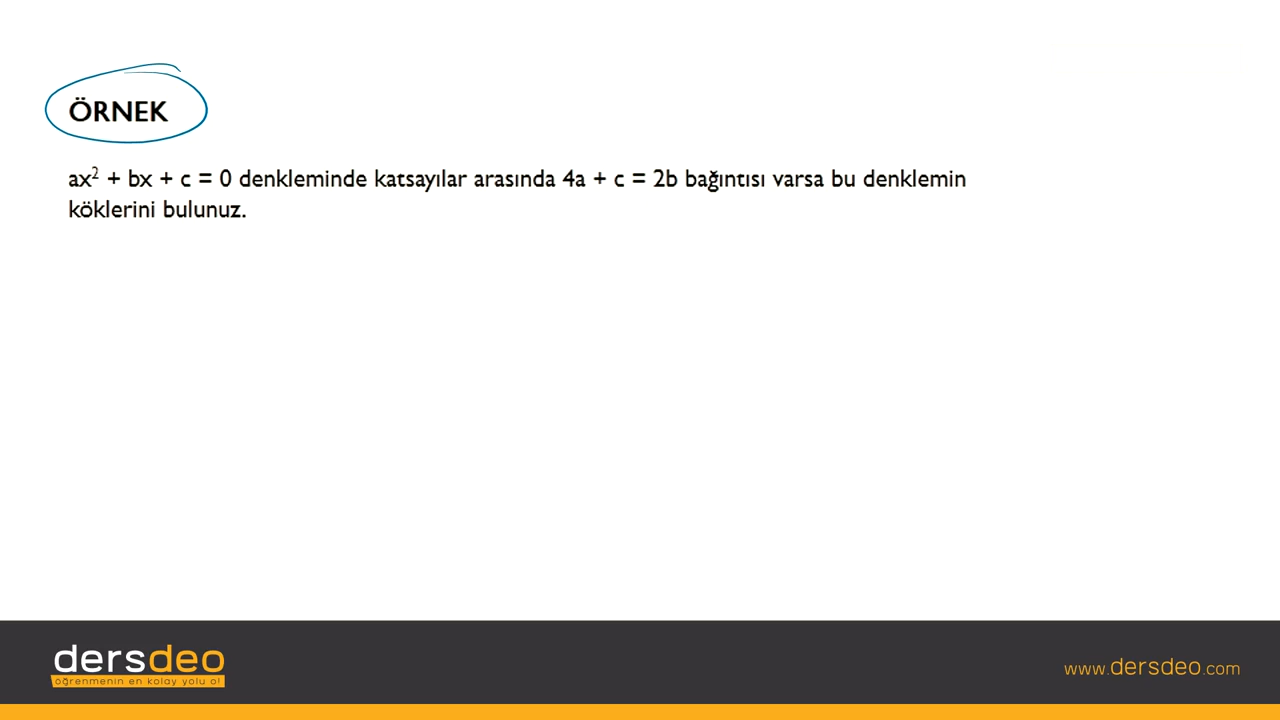 ÖRNEK
ax² + bx + c = 0 denkleminde katsayılar arasında 4a + c = 2b bağıntısı varsa bu denklemin
köklerini bulunuz.
dersdeo
öğrenmenin en kolay yolu o!
www.dersdeo.com